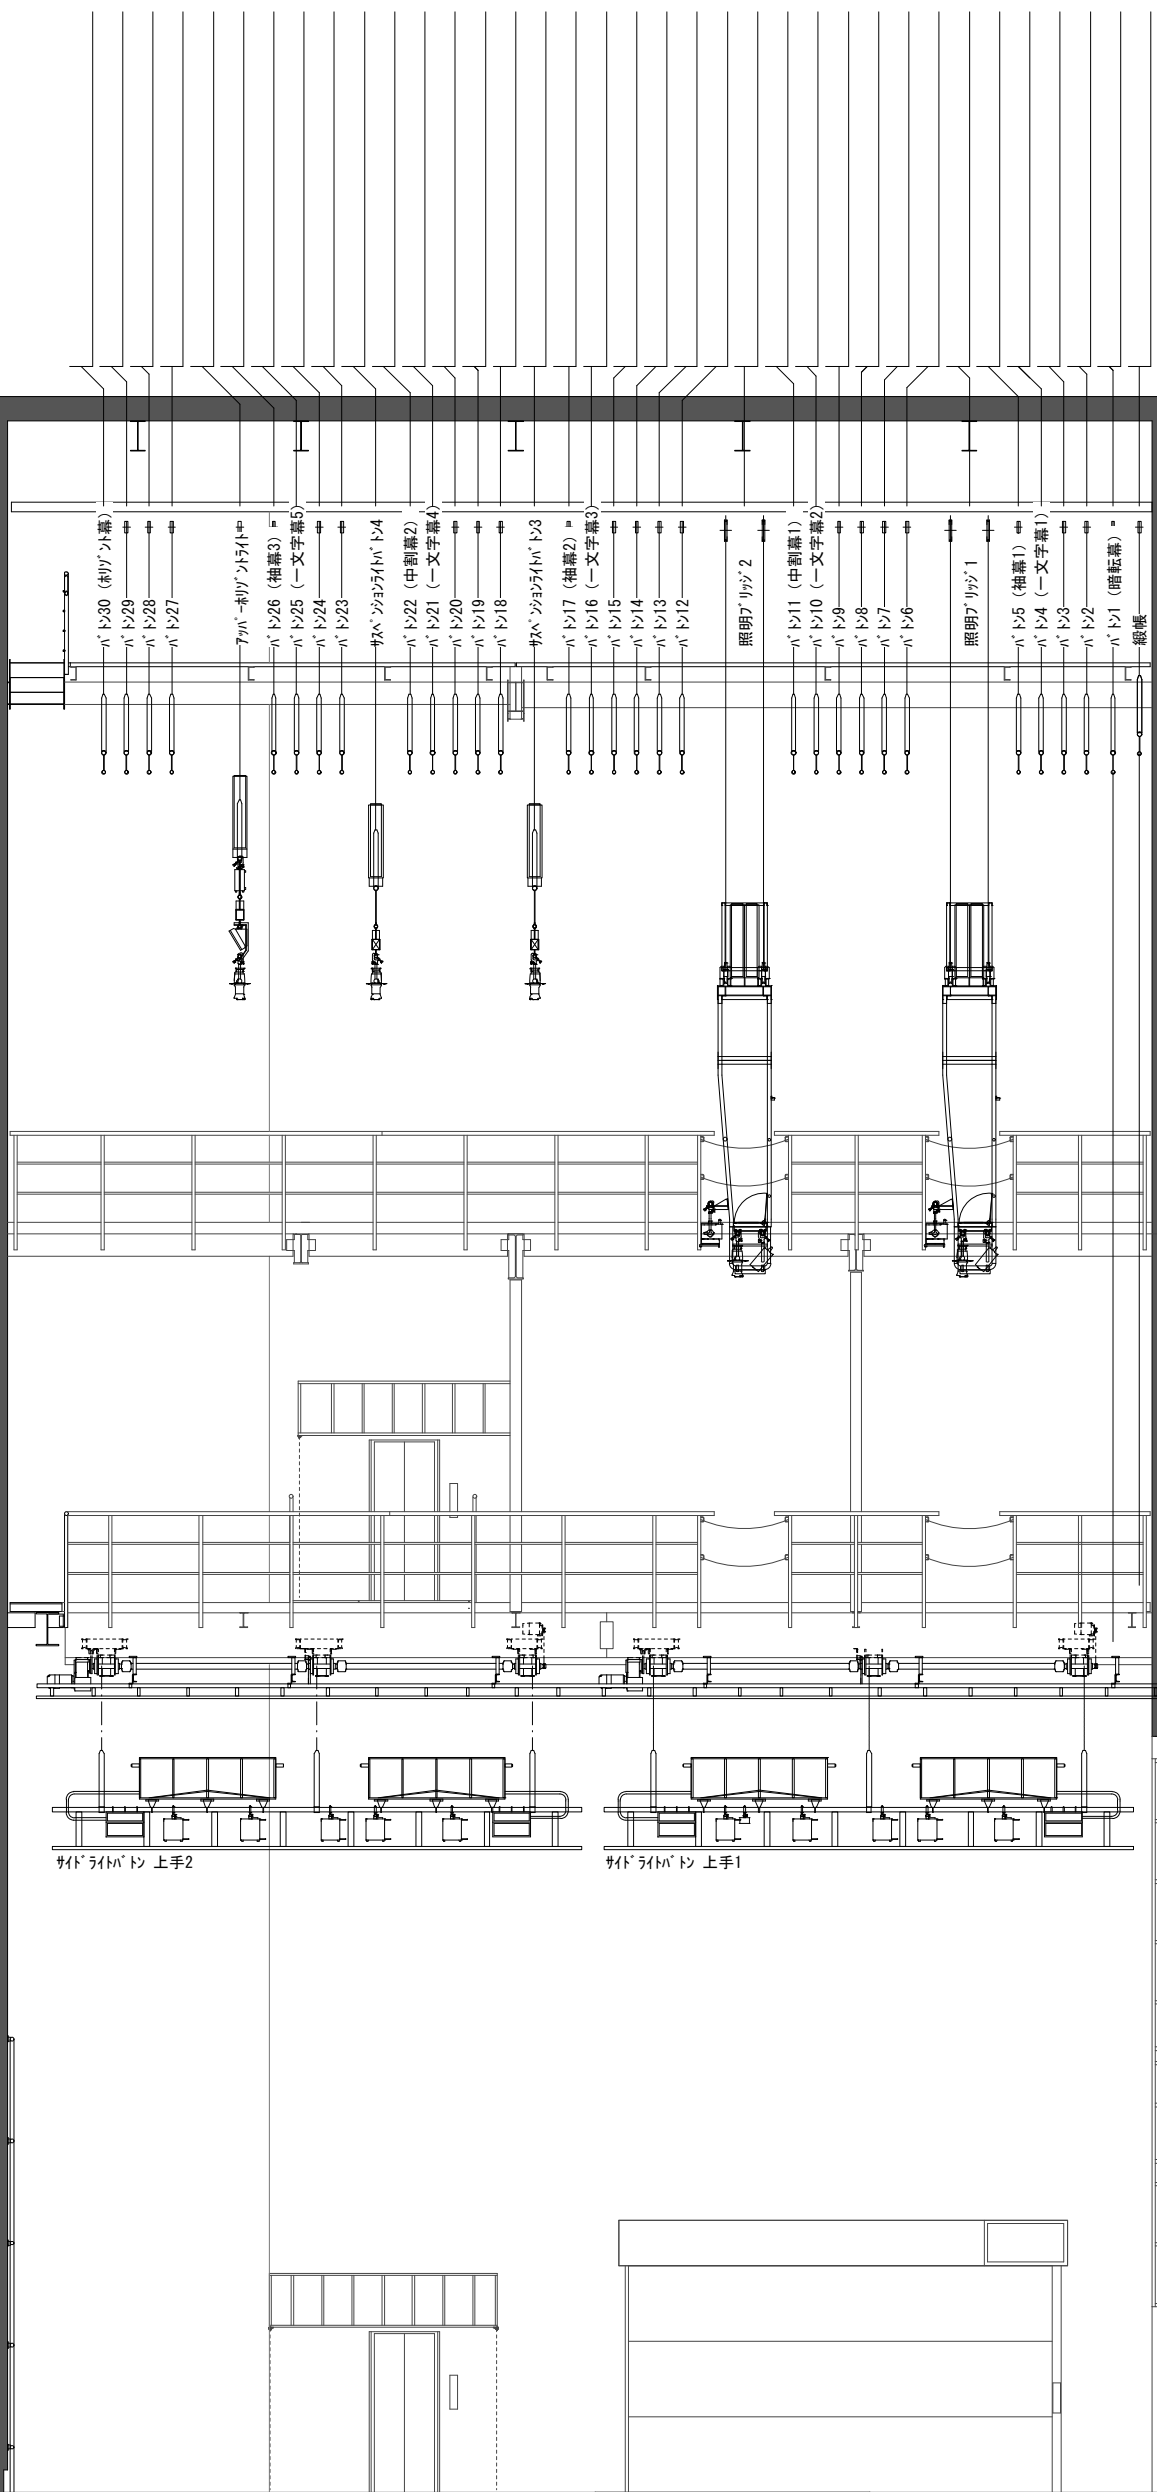 ﾊﾞﾄﾝ30 (ﾎﾘｿﾞﾝﾄ幕)
ﾊﾞﾄﾝ29
ﾊﾞﾄﾝ28
ﾊﾞﾄﾝ27
ｱｯﾊﾟｰﾎﾘｿﾞﾝﾄﾗｲﾄ
ﾊﾞﾄﾝ26 (袖幕3)
ﾊﾞﾄﾝ25 (一文字幕5)
ﾊﾞﾄﾝ24
ﾊﾞﾄﾝ23
ｻｽﾍﾟﾝｼｮﾝﾗｲﾄﾊﾞﾄﾝ4
ﾊﾞﾄﾝ22 (中割幕2)
ﾊﾞﾄﾝ21 (一文字幕4)
ﾊﾞﾄﾝ20
ﾊﾞﾄﾝ19
ﾊﾞﾄﾝ18
ｻｽﾍﾟﾝｼｮﾝﾗｲﾄﾊﾞﾄﾝ3
ﾊﾞﾄﾝ17 (袖幕2)
ﾊﾞﾄﾝ16 (一文字幕3)
ﾊﾞﾄﾝ15
ﾊﾞﾄﾝ14
ﾊﾞﾄﾝ13
ﾊﾞﾄﾝ12
照明ﾌﾞﾘｯｼﾞ2
ﾊﾞﾄﾝ11 (中割幕1)
ﾊﾞﾄﾝ10 (一文字幕2)
ﾊﾞﾄﾝ9
ﾊﾞﾄﾝ8
ﾊﾞﾄﾝ7
ﾊﾞﾄﾝ6
照明ﾌﾞﾘｯｼﾞ1
ﾊﾞﾄﾝ5 (袖幕1)
ﾊﾞﾄﾝ4 (一文字幕1)
ﾊﾞﾄﾝ3
ﾊﾞﾄﾝ2
ﾊﾞﾄﾝ1 (暗転幕)
緞帳
ｻｲﾄﾞﾗｲﾄﾊﾞﾄﾝ 上手2
ｻｲﾄﾞﾗｲﾄﾊﾞﾄﾝ 上手1